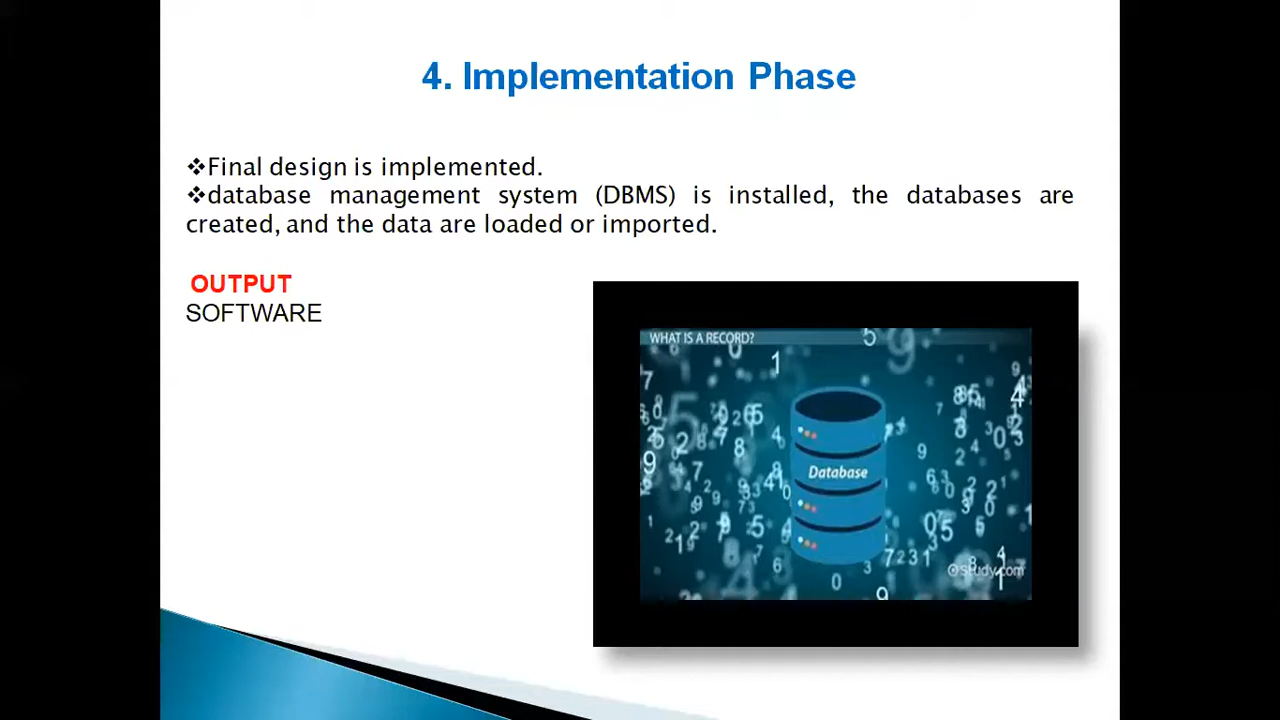 4. Implementation Phase
❖Final design is implemented.
❖database management system (DBMS) is installed, the databases are
created, and the data are loaded or imported.
OUTPUT
SOFTWARE
WHAT IS A RECORD?
Database
Study.com